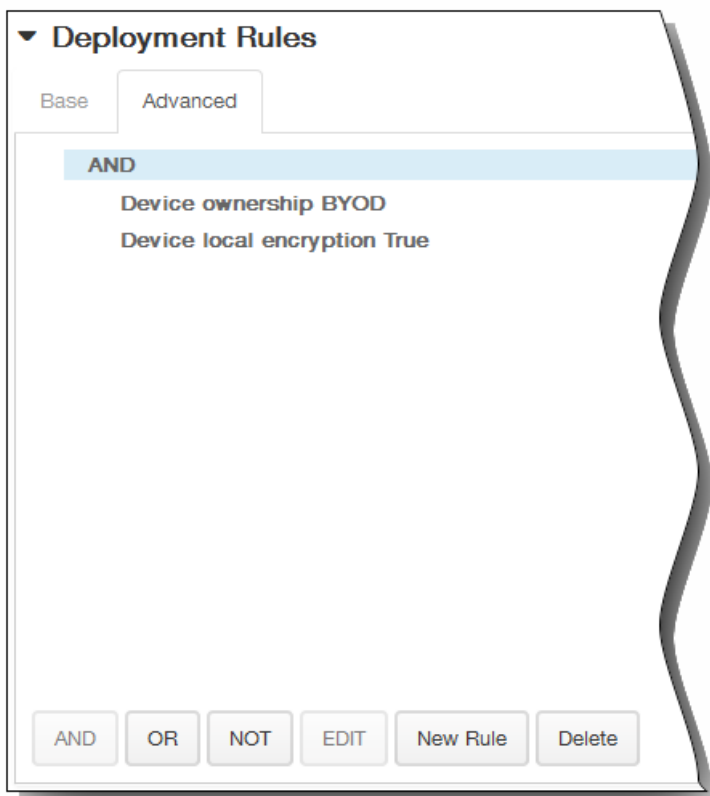 Deployment Rules
Base Advanced
AND
Device ownership BYOD
Device local encryption True
AND OR NOT EDIT New Rule Delete